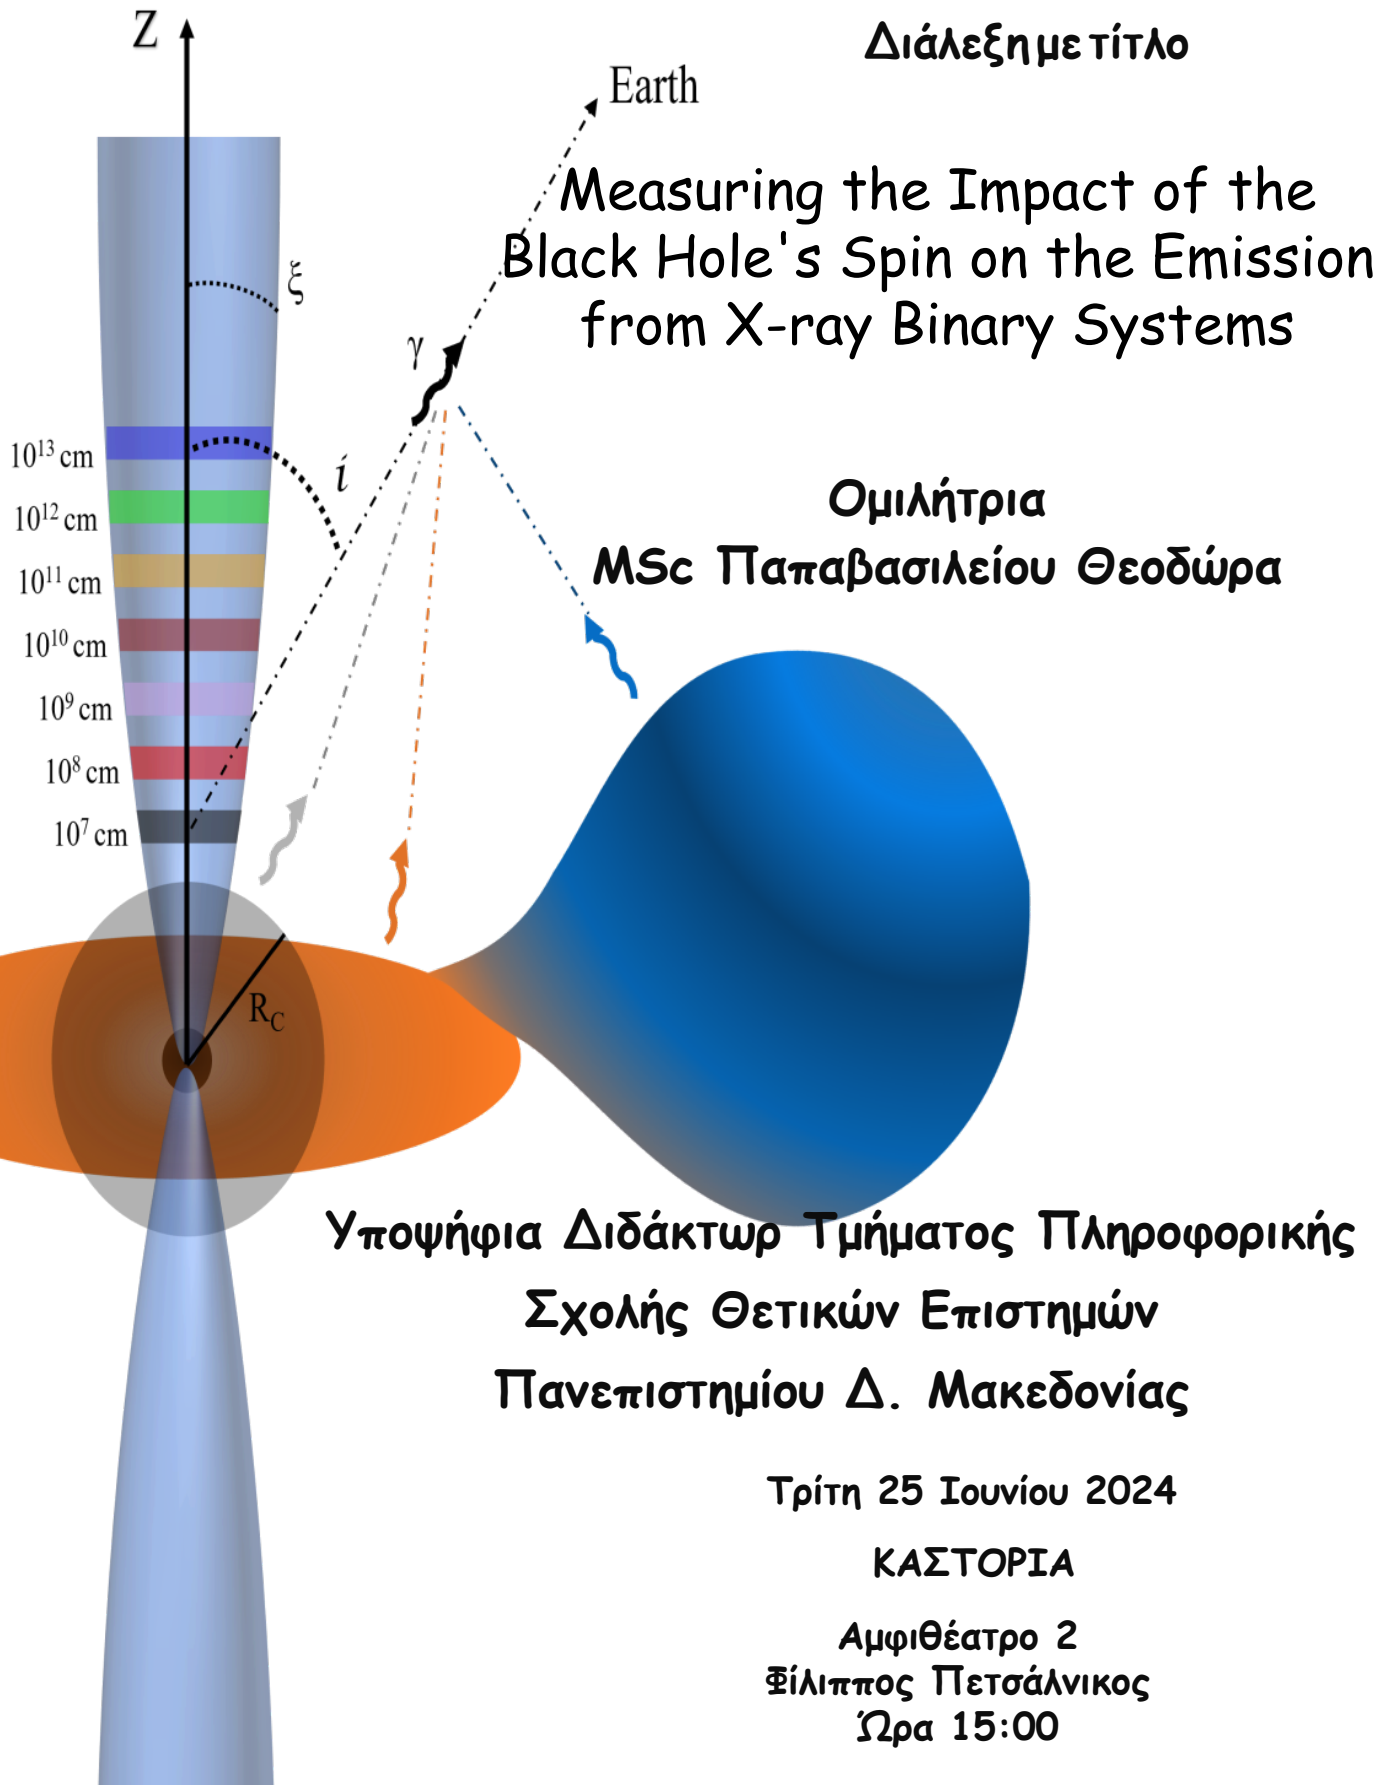 Διάλεξη με τίτλο
Z
Earth
Measuring the Impact of the
Black Hole's Spin on the Emission
from X-ray Binary Systems
ξ
γ
i
10¹³ cm
10¹² cm
10¹¹ cm
10¹⁰ cm
10⁹ cm
10⁸ cm
10⁷ cm
Ομιλήτρια
MSc Παπαβασιλείου Θεοδώρα
R_C
Υποψήφια Διδάκτωρ Τμήματος Πληροφορικής
Σχολής Θετικών Επιστημών
Πανεπιστημίου Δ. Μακεδονίας
Τρίτη 25 Ιουνίου 2024
ΚΑΣΤΟΡΙΑ
Αμφιθέατρο 2
Φίλιππος Πετσάλνικος
Ώρα 15:00